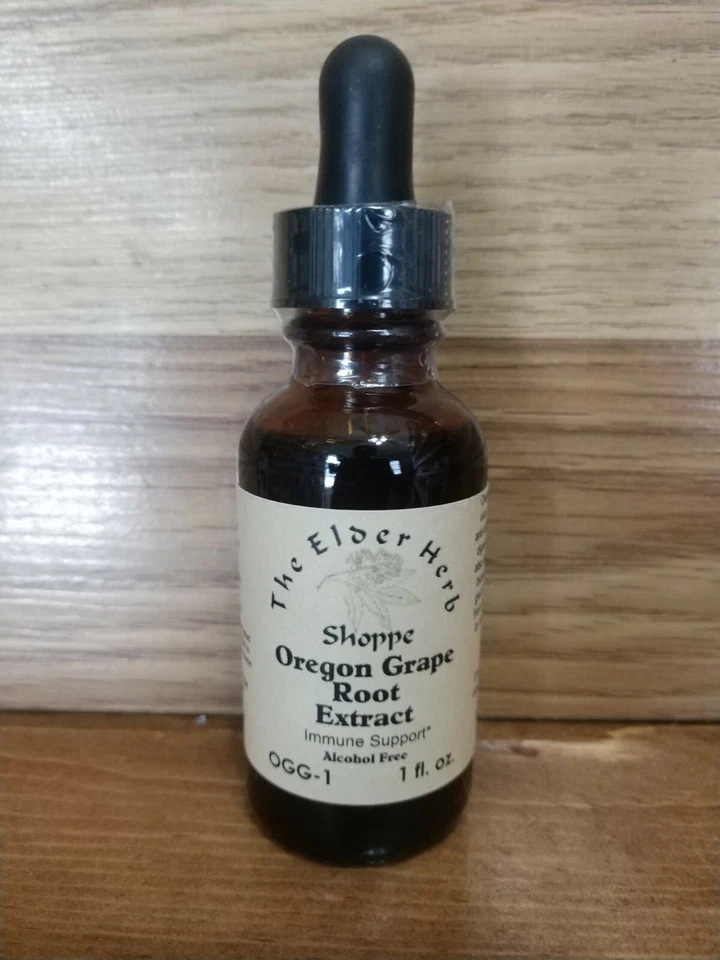 The Elder Herb
Shoppe
Oregon Grape
Root
Extract
Immune Support*
Alcohol Free
OGG-1 1 fl. oz.